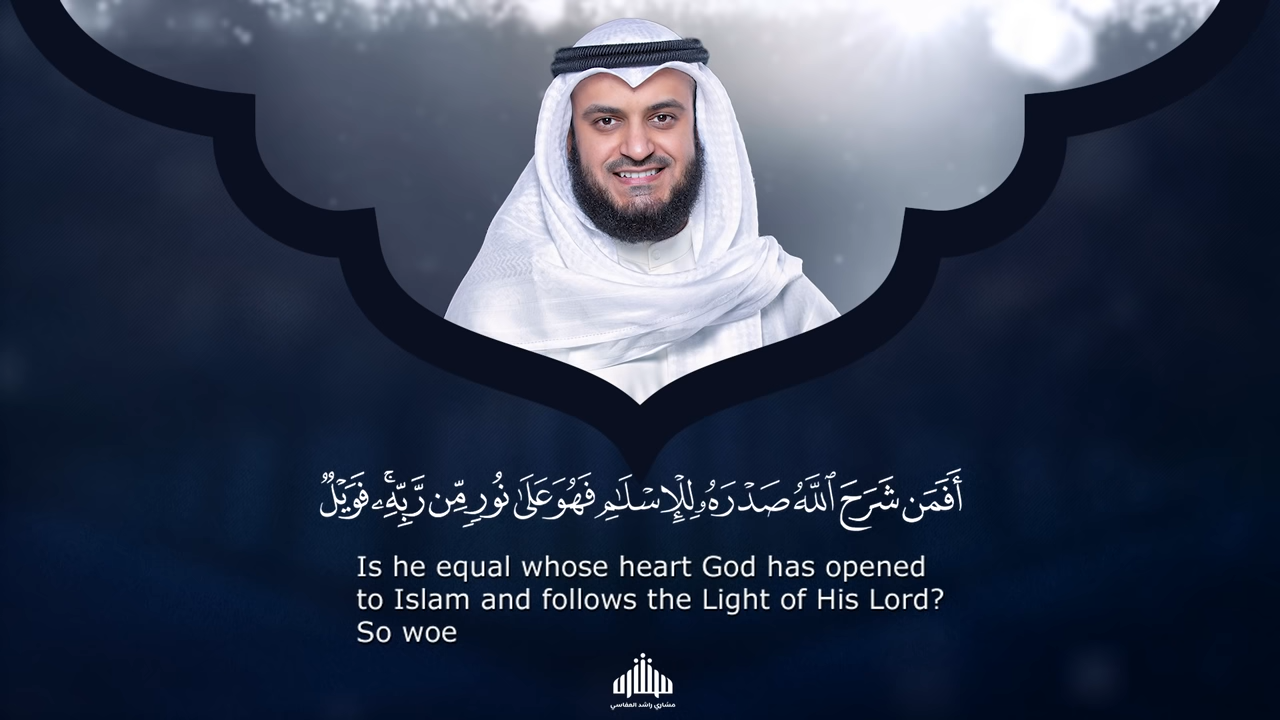 أَفَمَن شَرَحَ ٱللَّهُ صَدْرَهُۥ لِلْإِسْلَـٰمِ فَهُوَ عَلَىٰ نُورٍ مِّن رَّبِّهِۦ ۚ فَوَيْلٌ
Is he equal whose heart God has opened
to Islam and follows the Light of His Lord?
So woe
مشاري راشد العفاسي